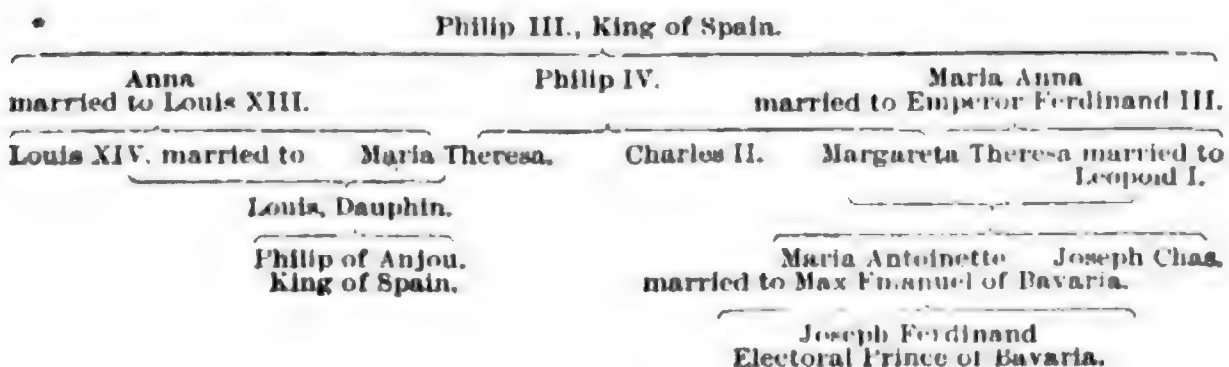 Philip III., King of Spain.
Anna Philip IV. Maria Anna
married to Louis XIII. married to Emperor Ferdinand III.
Louis XIV. married to Maria Theresa. Charles II. Margareta Theresa married to
Leopold I.
Louis, Dauphin.
Philip of Anjou. Maria Antoinette Joseph Chas.
King of Spain. married to Max Emanuel of Bavaria.
Joseph Ferdinand
Electoral Prince of Bavaria.